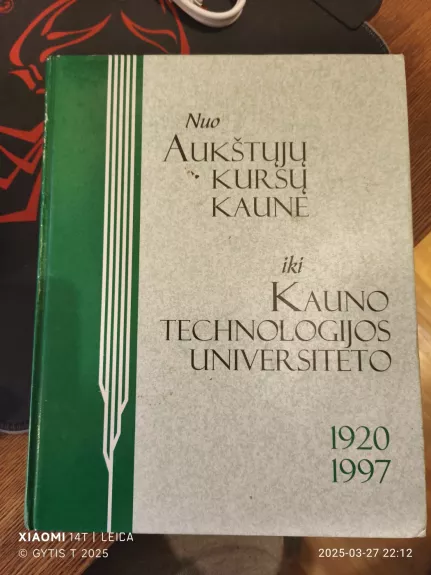 Nuo
AUKŠTŲJŲ
KURSŲ
KAUNE
iki
KAUNO
TECHNOLOGIJOS
UNIVERSITETO
1920
1997
XIAOMI 14T | LEICA
© GYTIS T 2025
2025-03-27 22:12